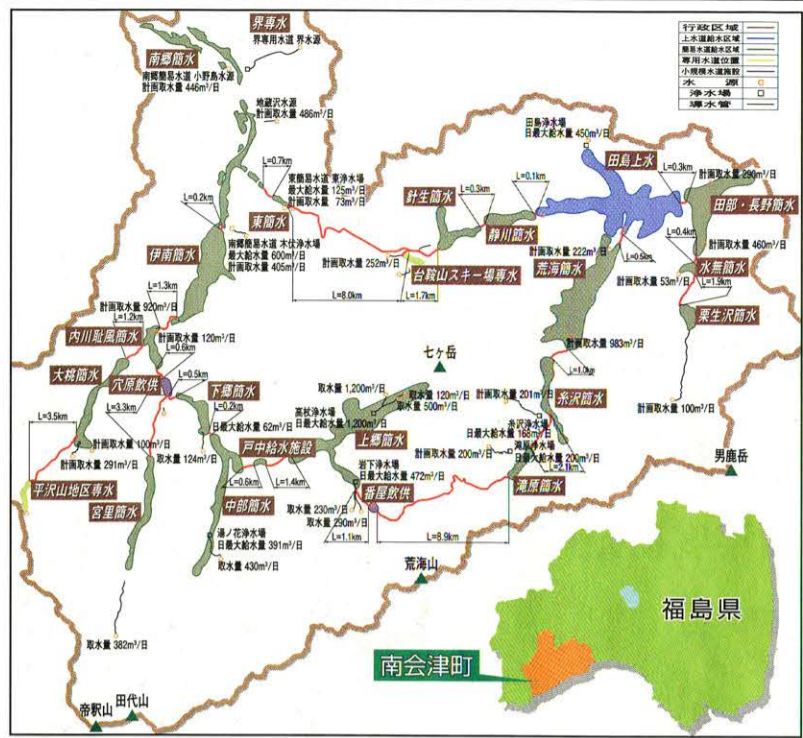 界専水
界専用水道 界水源
南郷簡水
南郷簡易水道 小野島水源
計画取水量 446m³/日
地蔵沢水源
計画取水量 486m³/日
行政区域
上水道給水区域
簡易水道給水区域
専用水道位置
小規模水道施設
水源
浄水場
導水管
田島浄水場
日最大給水量 450m³/日
田島上水
L=0.3km
計画取水量 290m³/日
田部・長野簡水
L=0.7km
東簡易水道 東浄水場
最大給水量 125m³/日
計画取水量 73m³/日
針生簡水
L=0.3km
L=0.1km
静川簡水
L=0.2km
東簡水
南郷簡易水道 木伏浄水場
最大給水量 600m³/日
計画取水量 405m³/日
伊南簡水
計画取水量 252m³/日
台鞍山スキー場専水
L=8.0km
L=1.7km
計画取水量 222m³/日
荒海簡水
L=0.5km
L=0.4km
計画取水量 460m³/日
水無簡水
計画取水量 53m³/日
L=1.9km
栗生沢簡水
L=1.3km
計画取水量 920m³/日
L=1.2km
計画取水量 120m³/日
内川耻風簡水
L=0.6km
計画取水量 983m³/日
L=1.0km
大桃簡水
穴原飲供
L=0.5km
下郷簡水
七ヶ岳
L=3.5km
L=3.3km
L=0.2km
日最大給水量 62m³/日
取水量 1,200m³/日
取水量 120m³/日
取水量 500m³/日
高杖浄水場
日最大給水量 1,200m³/日
上郷簡水
計画取水量 201m³/日
糸沢簡水
糸沢浄水場
日最大給水量 168m³/日
計画取水量 100m³/日
計画取水量 100m³/日
計画取水量 291m³/日
取水量 124m³/日
戸中給水施設
計画取水量 200m³/日
滝原浄水場
日最大給水量 200m³/日
L=2.1km
男鹿岳
平沢山地区専水
宮里簡水
L=0.6km
L=1.4km
中部簡水
岩下浄水場
日最大給水量 472m³/日
番屋飲供
滝原簡水
取水量 230m³/日
取水量 290m³/日
L=1.1km
L=8.9km
湯ノ花浄水場
日最大給水量 391m³/日
取水量 430m³/日
荒海山
取水量 382m³/日
福島県
南会津町
田代山
帝釈山